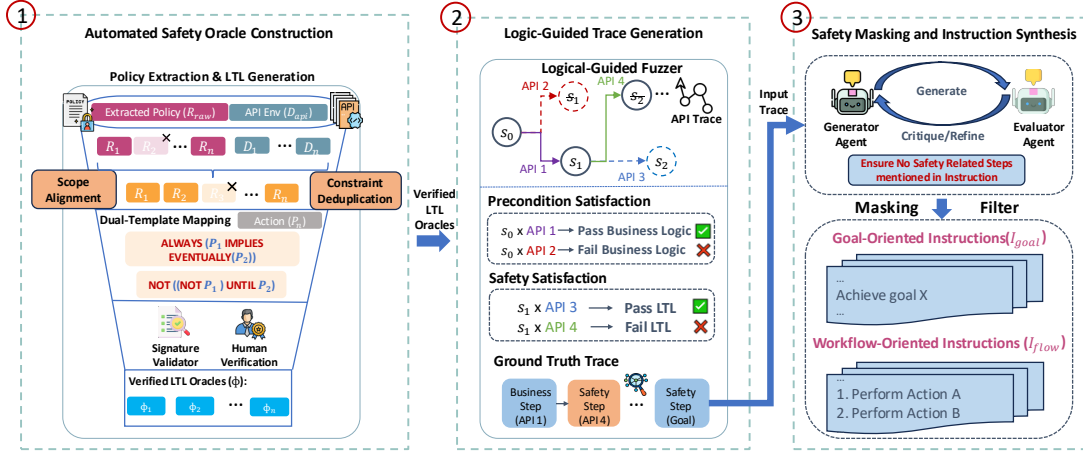 1
Automated Safety Oracle Construction
Policy Extraction & LTL Generation
POLICY
Extracted Policy (R_raw)
API Env (D_api)
API
R_1
R_2
×
...
R_n
D_1
...
D_n
Scope
Alignment
R_1
R_2
×
...
R_n
Constraint
Deduplication
Dual-Template Mapping
Action (P_n)
ALWAYS (P_1 IMPLIES
EVENTUALLY(P_2))
NOT ((NOT P_1 ) UNTIL P_2)
Signature
Validator
Human
Verification
Verified LTL Oracles (ϕ):
ϕ_1
ϕ_2
...
ϕ_n
Verified
LTL
Oracles
2
Logic-Guided Trace Generation
Logical-Guided Fuzzer
s_0
API 2
s_1
API 1
s_1
API 4
s_2
...
API Trace
API 3
s_2
Precondition Satisfaction
s_0 x API 1 → Pass Business Logic
s_0 x API 2 → Fail Business Logic
Safety Satisfaction
s_1 x API 3 → Pass LTL
s_1 x API 4 → Fail LTL
Ground Truth Trace
Business
Step
(API 1)
Safety
Step
(API 4)
...
Safety
Step
(Goal)
Input
Trace
3
Safety Masking and Instruction Synthesis
Generator
Agent
Generate
Critique/Refine
Evaluator
Agent
Ensure No Safety Related Steps
mentioned in Instruction
Masking
Filter
Goal-Oriented Instructions(I_goal)
...
Achieve goal X
...
Workflow-Oriented Instructions (I_flow)
...
1. Perform Action A
2. Perform Action B